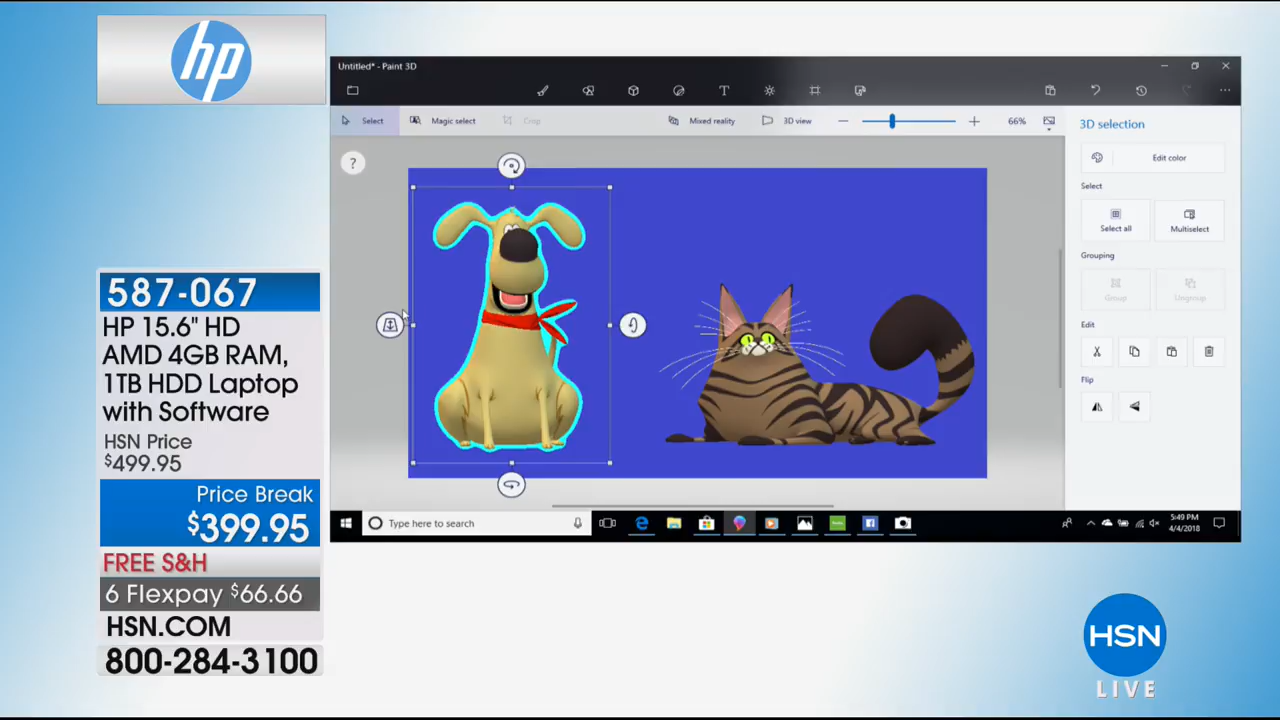 hp
587-067
HP 15.6" HD
AMD 4GB RAM,
1TB HDD Laptop
with Software
HSN Price
$499.95
Price Break
$399.95
FREE S&H
6 Flexpay $66.66
HSN.COM
800-284-3100
Untitled* - Paint 3D
T
Select
Magic select
Crop
Mixed reality
3D view
66%
?
3D selection
Edit color
Select
Select all
Multiselect
Grouping
Group
Ungroup
Edit
Flip
Type here to search
5:49 PM
4/4/2018
HSN
LIVE